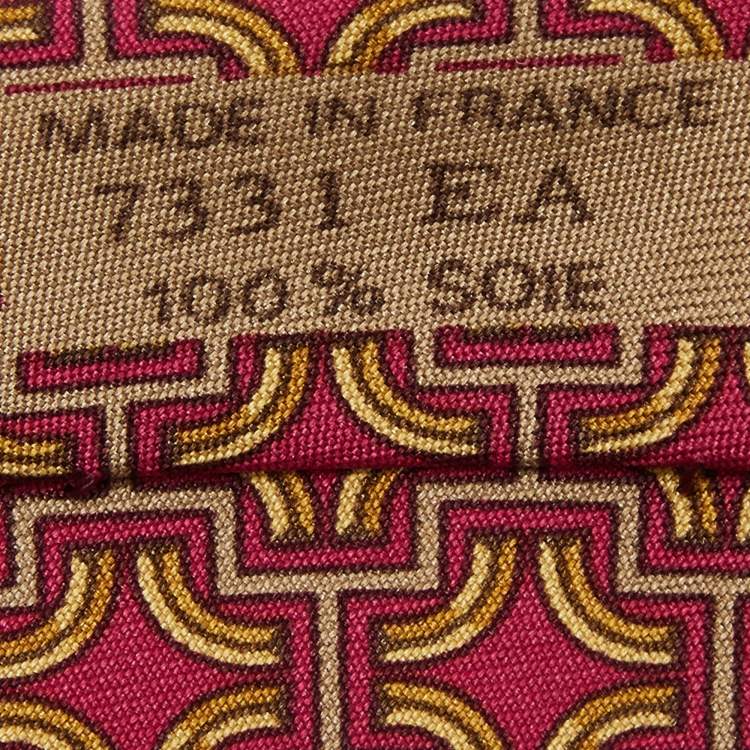 MADE IN FRANCE
7331 EA
100% SOIE